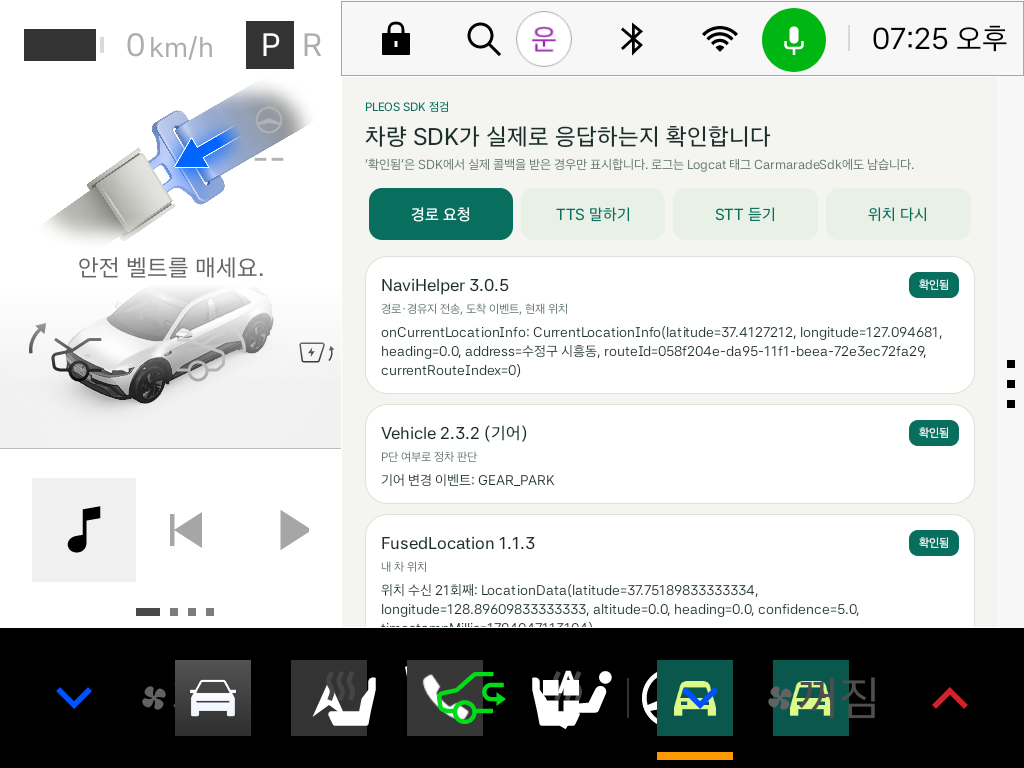 0 km/h P R
운
07:25 오후
PLEOS SDK 점검
차량 SDK가 실제로 응답하는지 확인합니다
'확인됨'은 SDK에서 실제 콜백을 받은 경우만 표시합니다. 로그는 Logcat 태그 CarmaradeSdk에도 남습니다.
경로 요청 TTS 말하기 STT 듣기 위치 다시
안전 벨트를 매세요.
NaviHelper 3.0.5 확인됨
경로·경유지 전송, 도착 이벤트, 현재 위치
onCurrentLocationInfo: CurrentLocationInfo(latitude=37.4127212, longitude=127.094681,
heading=0.0, address=수정구 시흥동, routeId=058f204e-da95-11f1-beea-72e3ec72fa29,
currentRouteIndex=0)
Vehicle 2.3.2 (기어) 확인됨
P단 여부로 정차 판단
기어 변경 이벤트: GEAR_PARK
FusedLocation 1.1.3 확인됨
내 차 위치
위치 수신 21회째: LocationData(latitude=37.75189833333334,
longitude=128.89609833333333, altitude=0.0, heading=0.0, confidence=5.0,
꺼짐